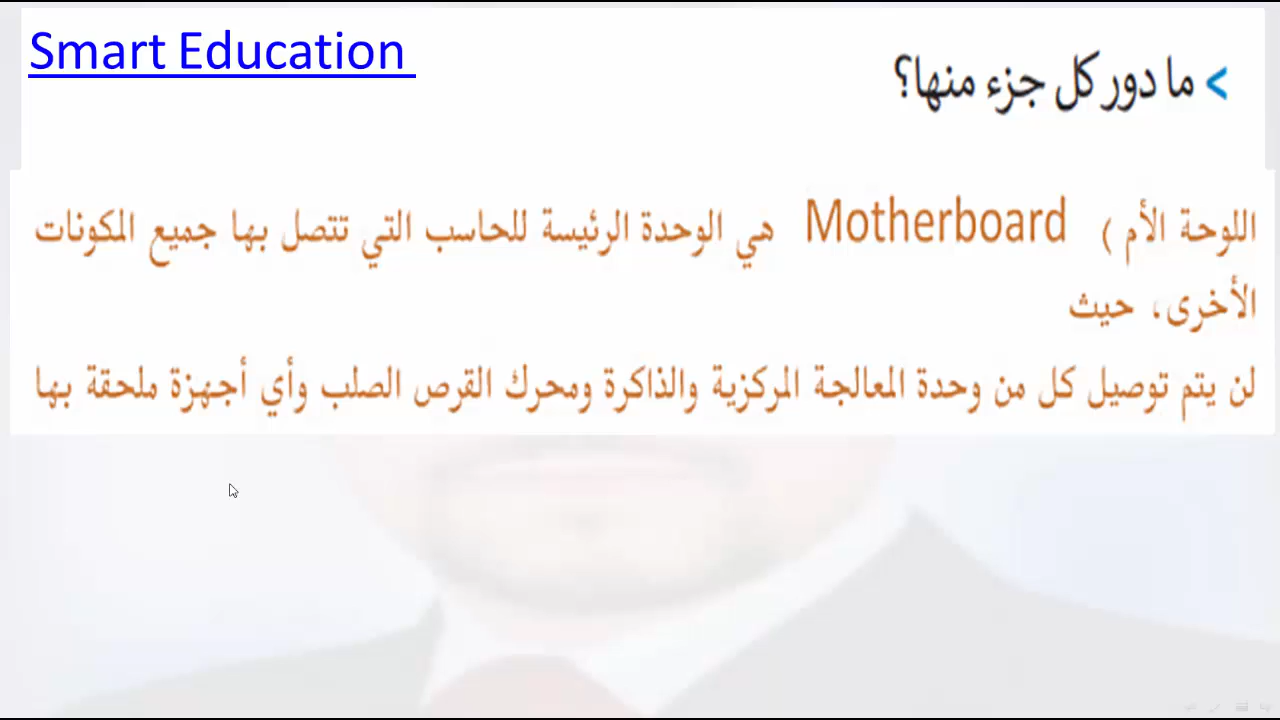 Smart Education
> ما دور كل جزء منها؟
اللوحة الأم ) Motherboard هي الوحدة الرئيسة للحاسب التي تتصل بها جميع المكونات
الأخرى، حيث
لن يتم توصيل كل من وحدة المعالجة المركزية والذاكرة ومحرك القرص الصلب وأي أجهزة ملحقة بها